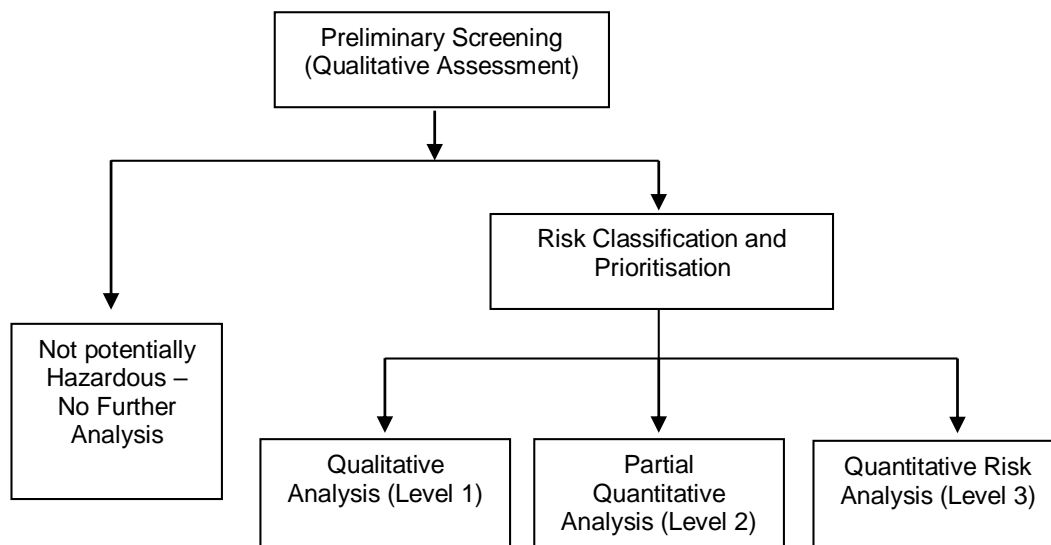 Preliminary Screening
(Qualitative Assessment)
Risk Classification and
Prioritisation
Not potentially
Hazardous –
No Further
Analysis
Qualitative
Analysis (Level 1)
Partial
Quantitative
Analysis (Level 2)
Quantitative Risk
Analysis (Level 3)